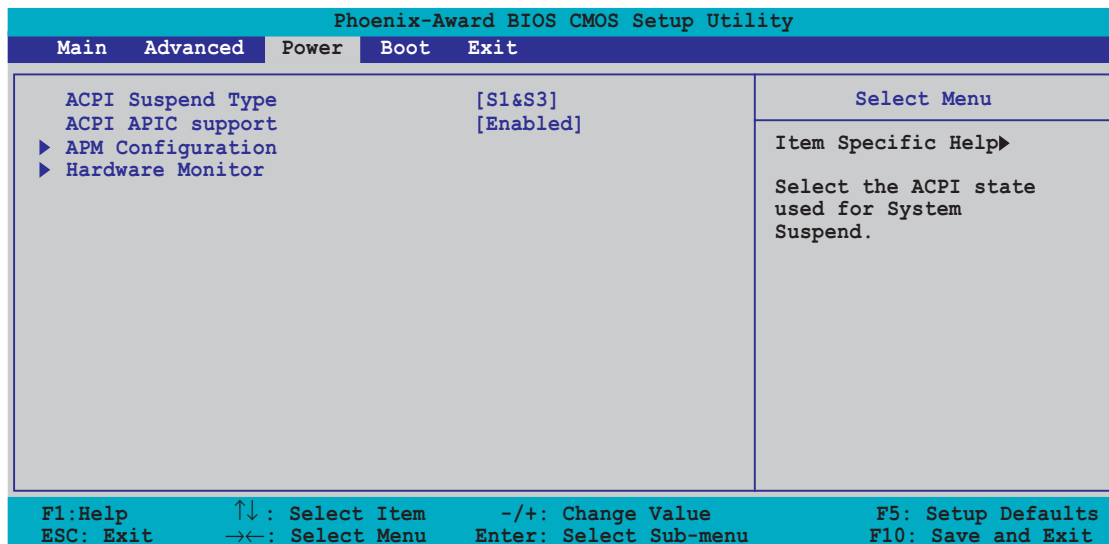 Phoenix-Award BIOS CMOS Setup Utility
Main Advanced Power Boot Exit
ACPI Suspend Type [S1&S3]
ACPI APIC support [Enabled]
APM Configuration
Hardware Monitor
Select Menu
Item Specific Help
Select the ACPI state
used for System
Suspend.
F1:Help ↑↓: Select Item -/+: Change Value F5: Setup Defaults
ESC: Exit →←: Select Menu Enter: Select Sub-menu F10: Save and Exit